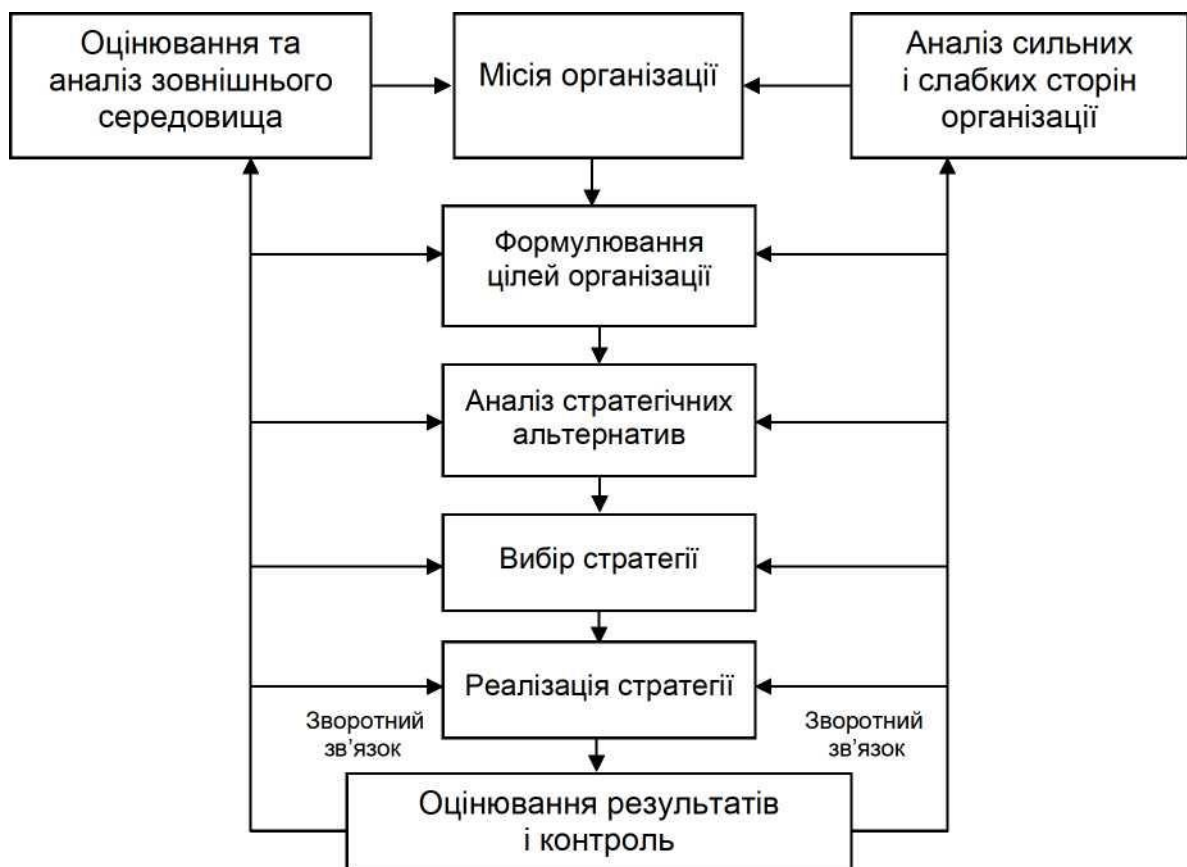 Оцінювання та
аналіз зовнішнього
середовища
Місія організації
Аналіз сильних
і слабких сторін
організації
Формулювання
цілей організації
Аналіз стратегічних
альтернатив
Вибір стратегії
Реалізація стратегії
Зворотний
зв’язок
Зворотний
зв’язок
Оцінювання результатів
і контроль